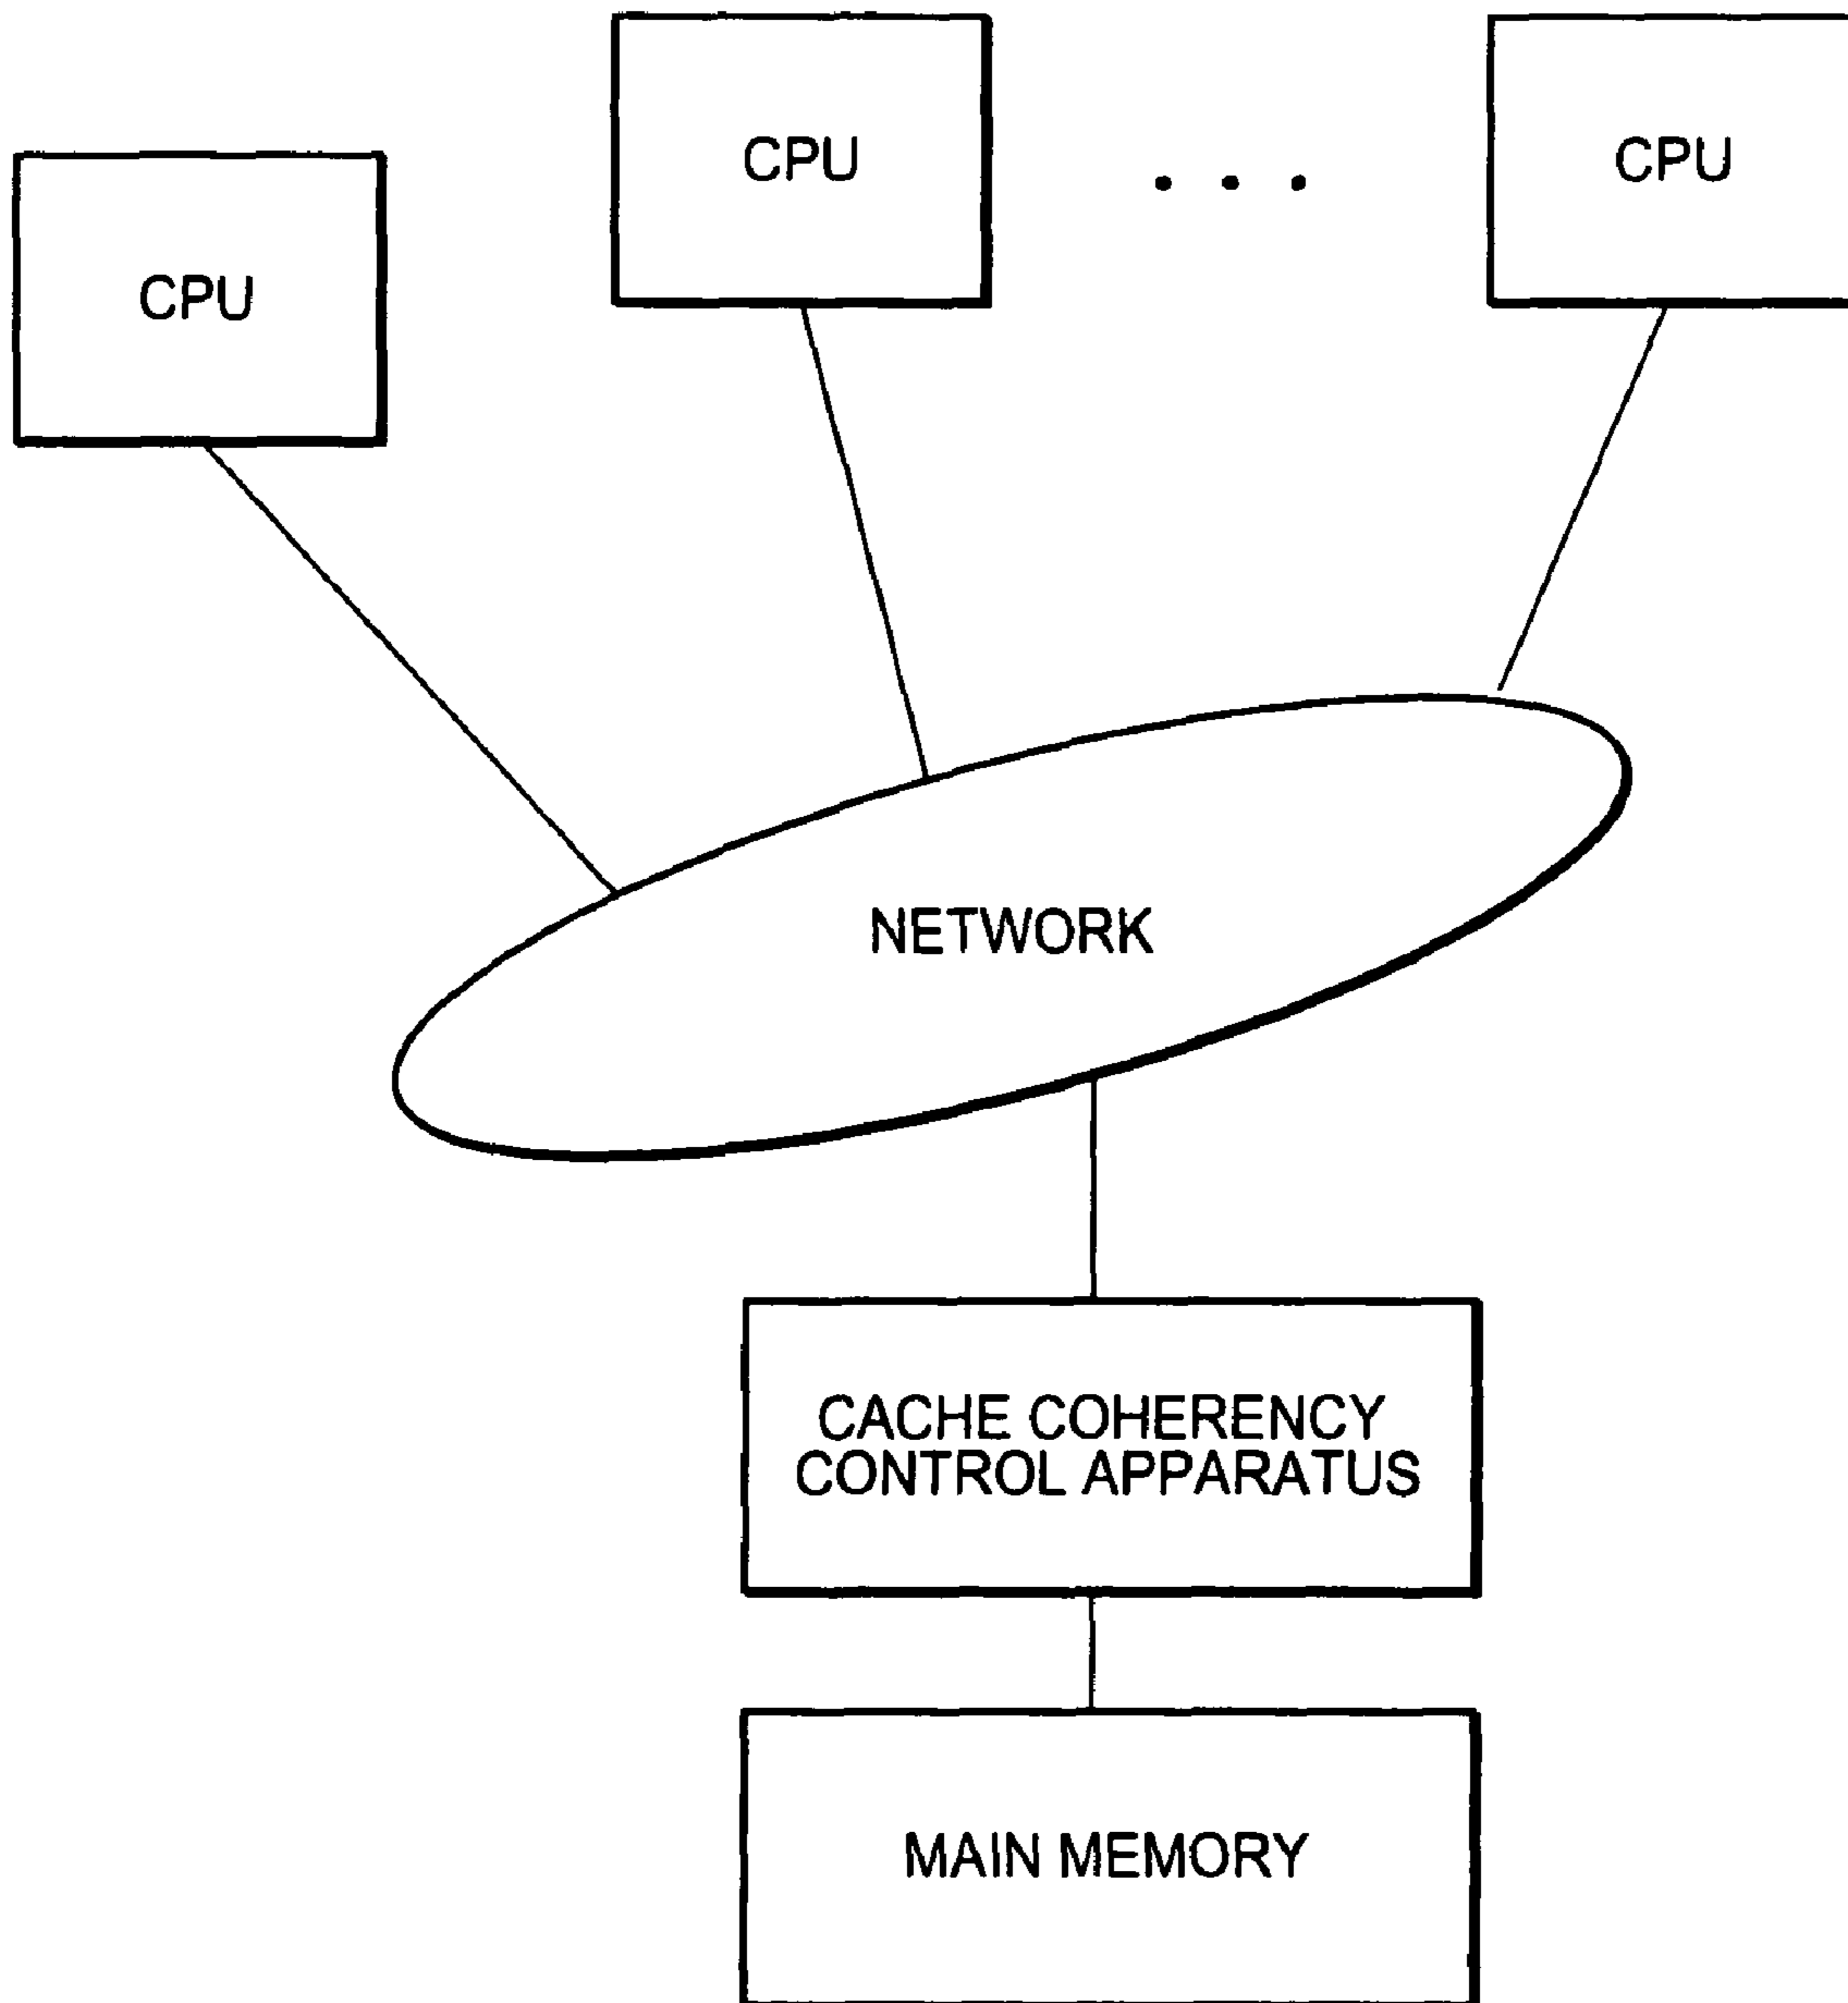 CPU
CPU
. . .
CPU
NETWORK
CACHE COHERENCY
CONTROL APPARATUS
MAIN MEMORY